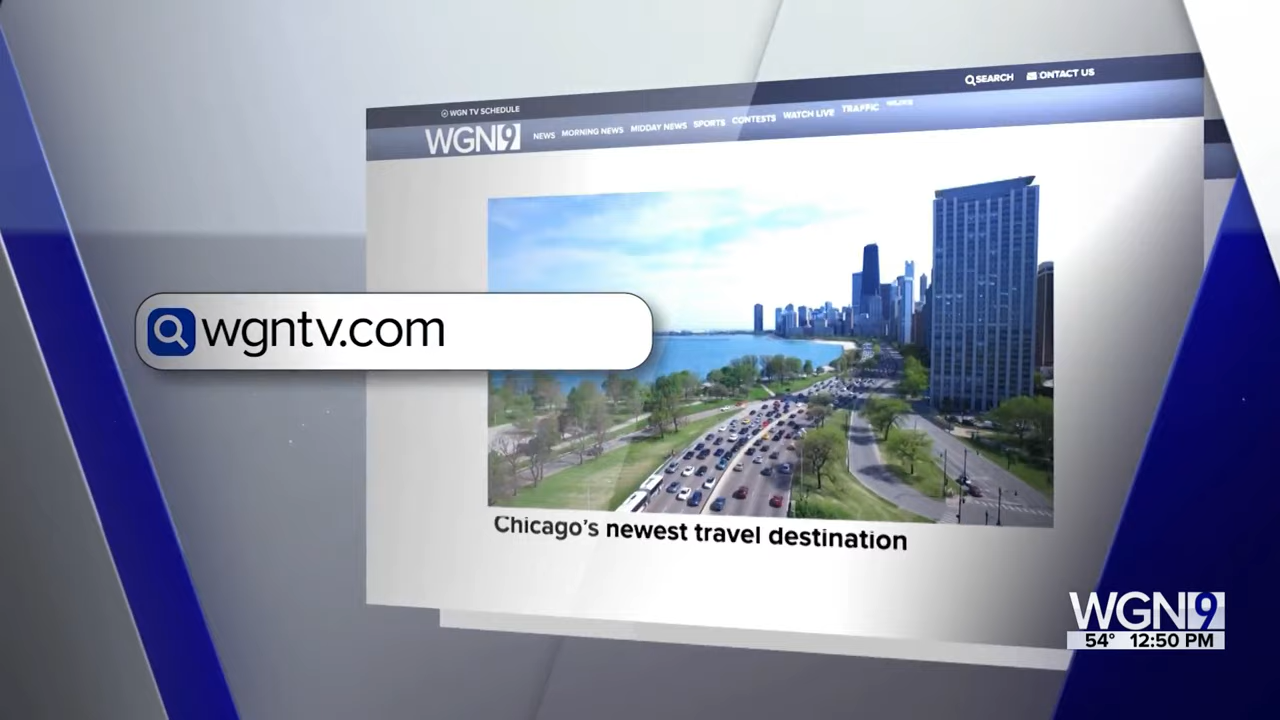 SEARCH
ONTACT US
WGN TV SCHEDULE
WGN9
NEWS MORNING NEWS MIDDAY NEWS SPORTS CONTESTS WATCH LIVE TRAFFIC
wgntv.com
Chicago's newest travel destination
WGN9
54° 12:50 PM